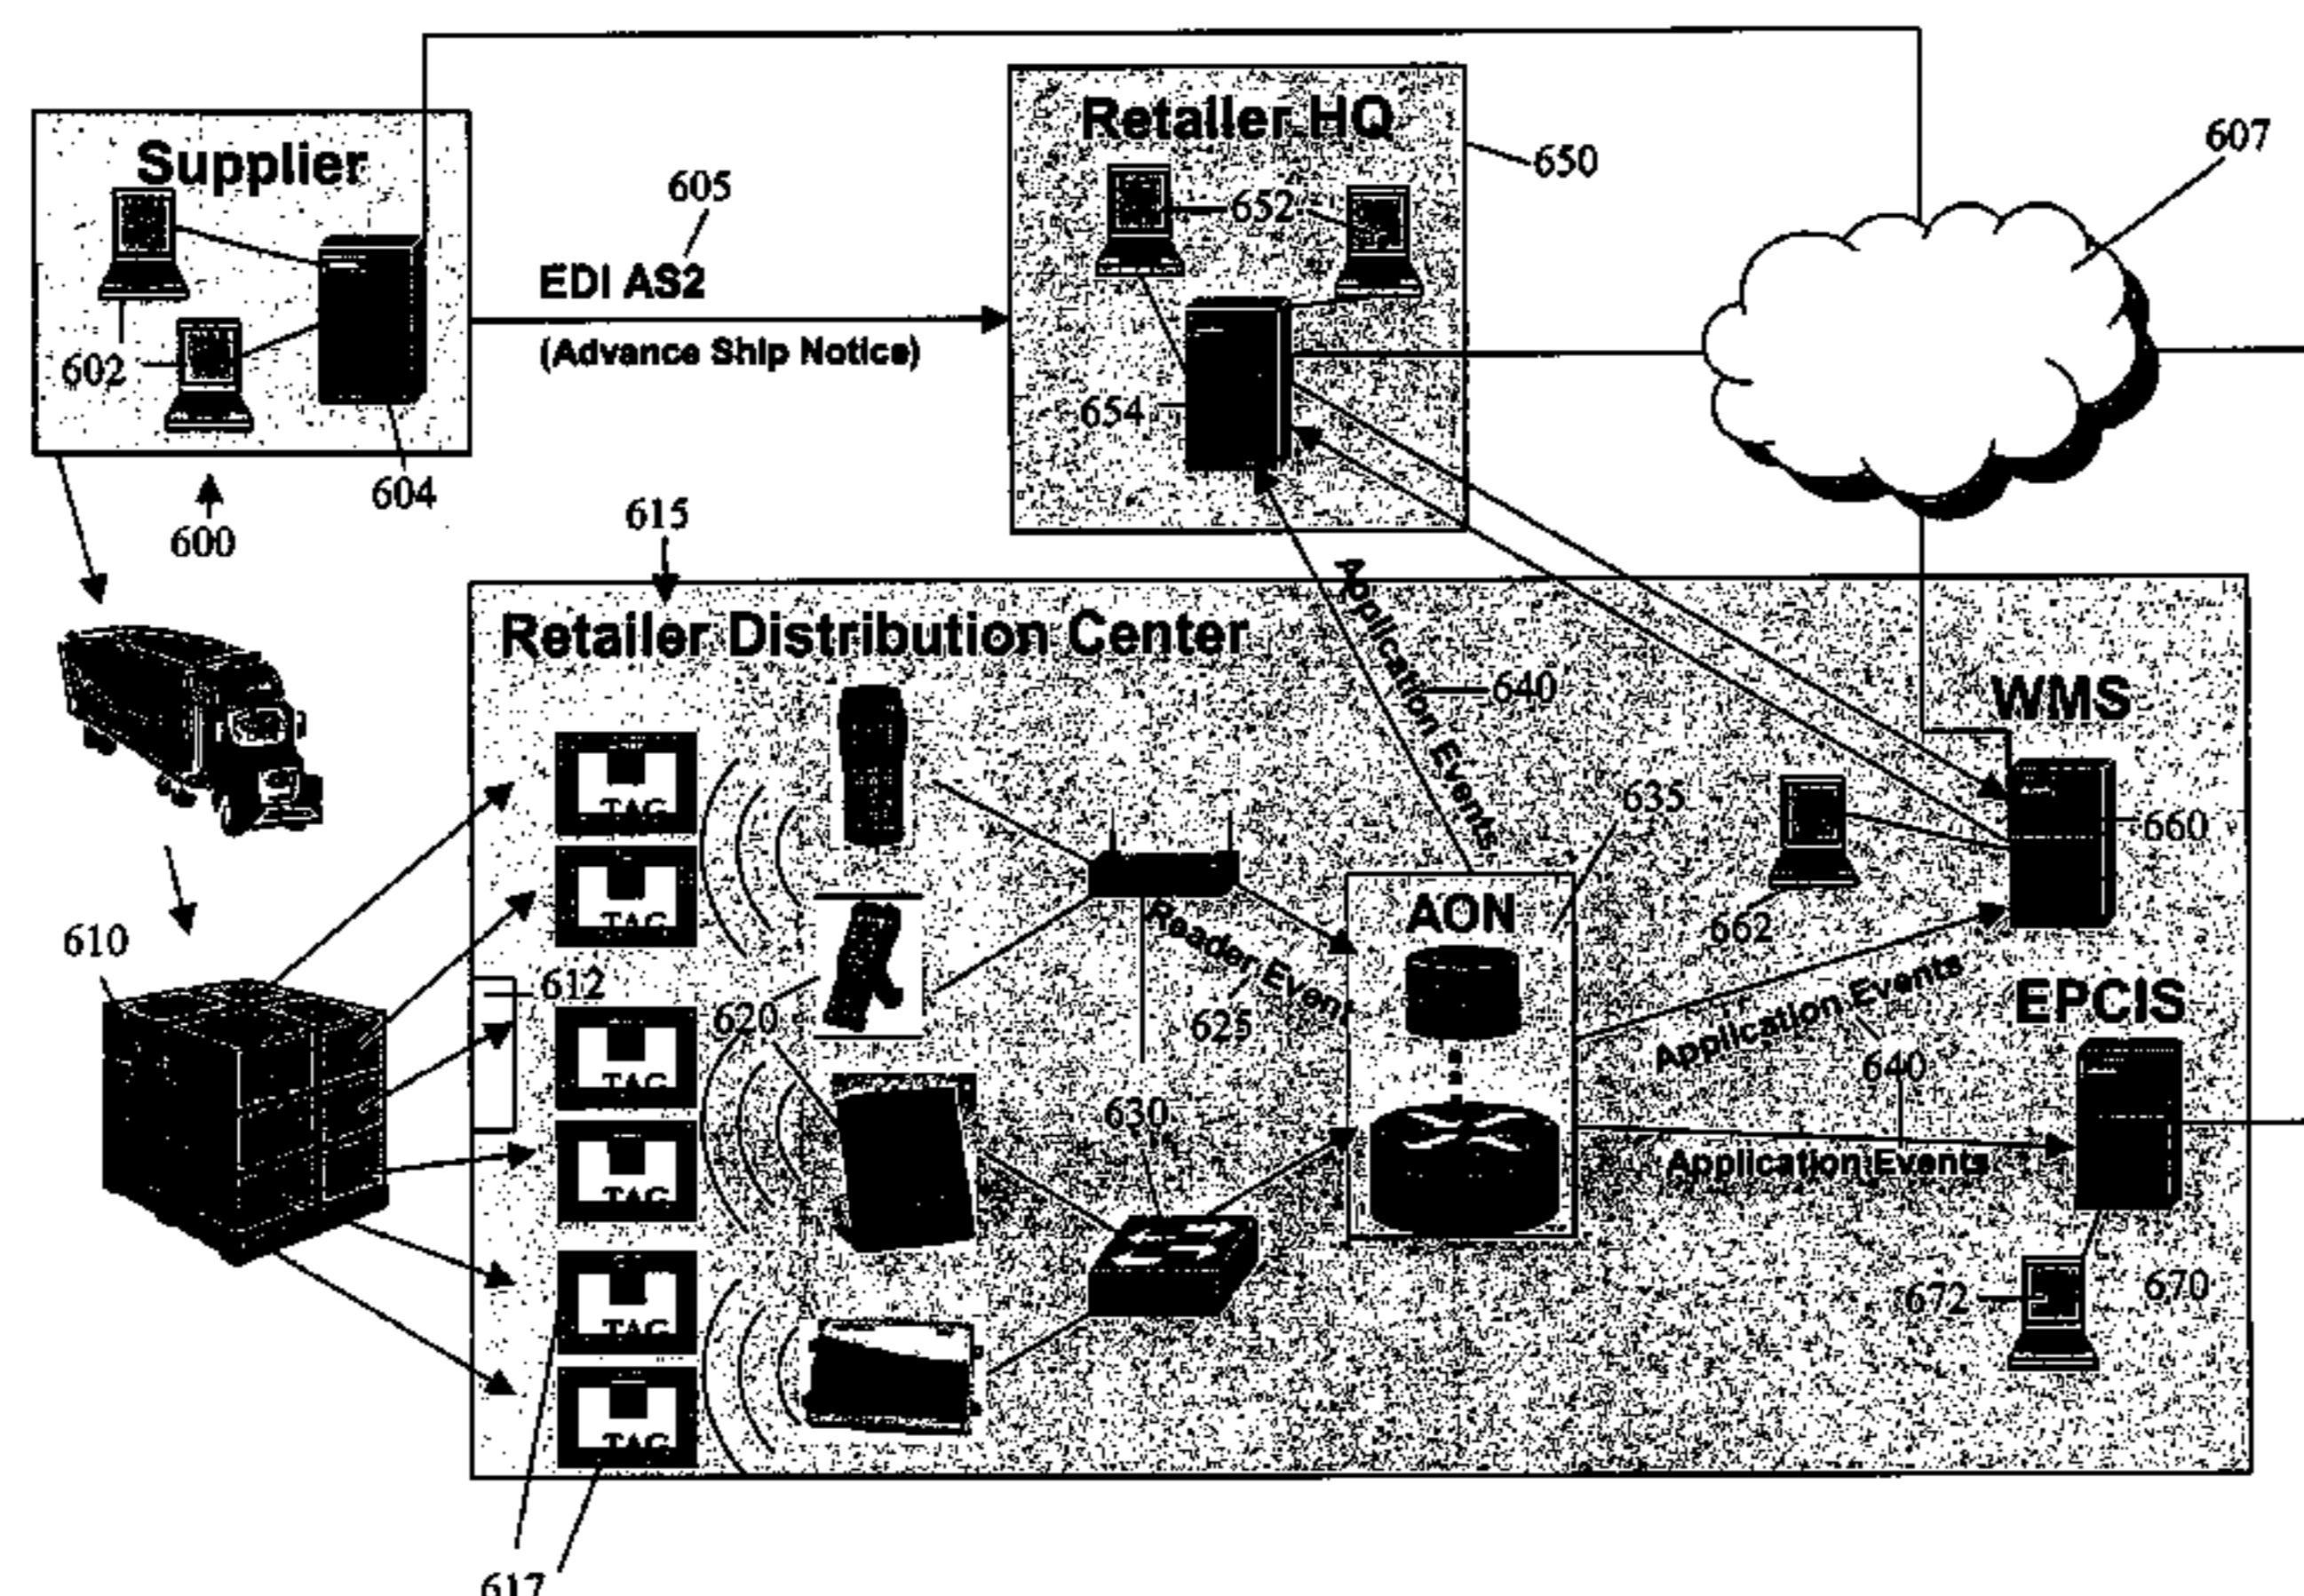 Supplier
602
604
600
605
EDI AS2
(Advance Ship Notice)
Retailer HQ
652
654
650
607
615
Retailer Distribution Center
610
612
TAG
TAG
TAG
TAG
TAG
TAG
617
620
Reader Event
625
630
AON
635
Application Events
640
WMS
660
662
Application Events
640
Application Events
EPCIS
670
672